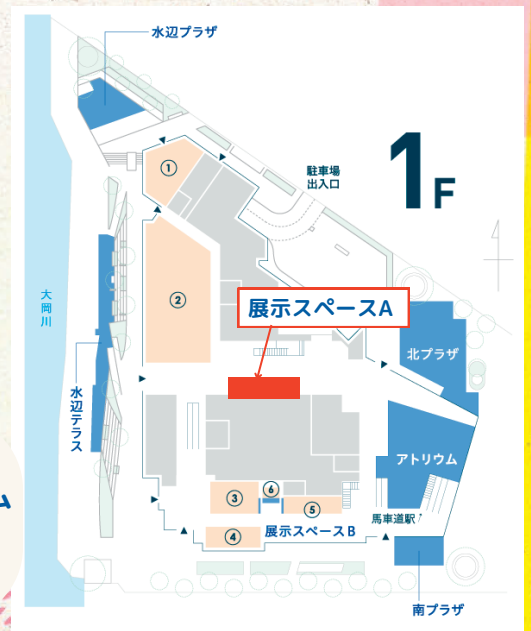 水辺プラザ
1F
駐車場
出入口
①
②
大岡川
展示スペースA
北プラザ
水辺テラス
アトリウム
⑥
③
⑤
馬車道駅
④
展示スペースB
南プラザ